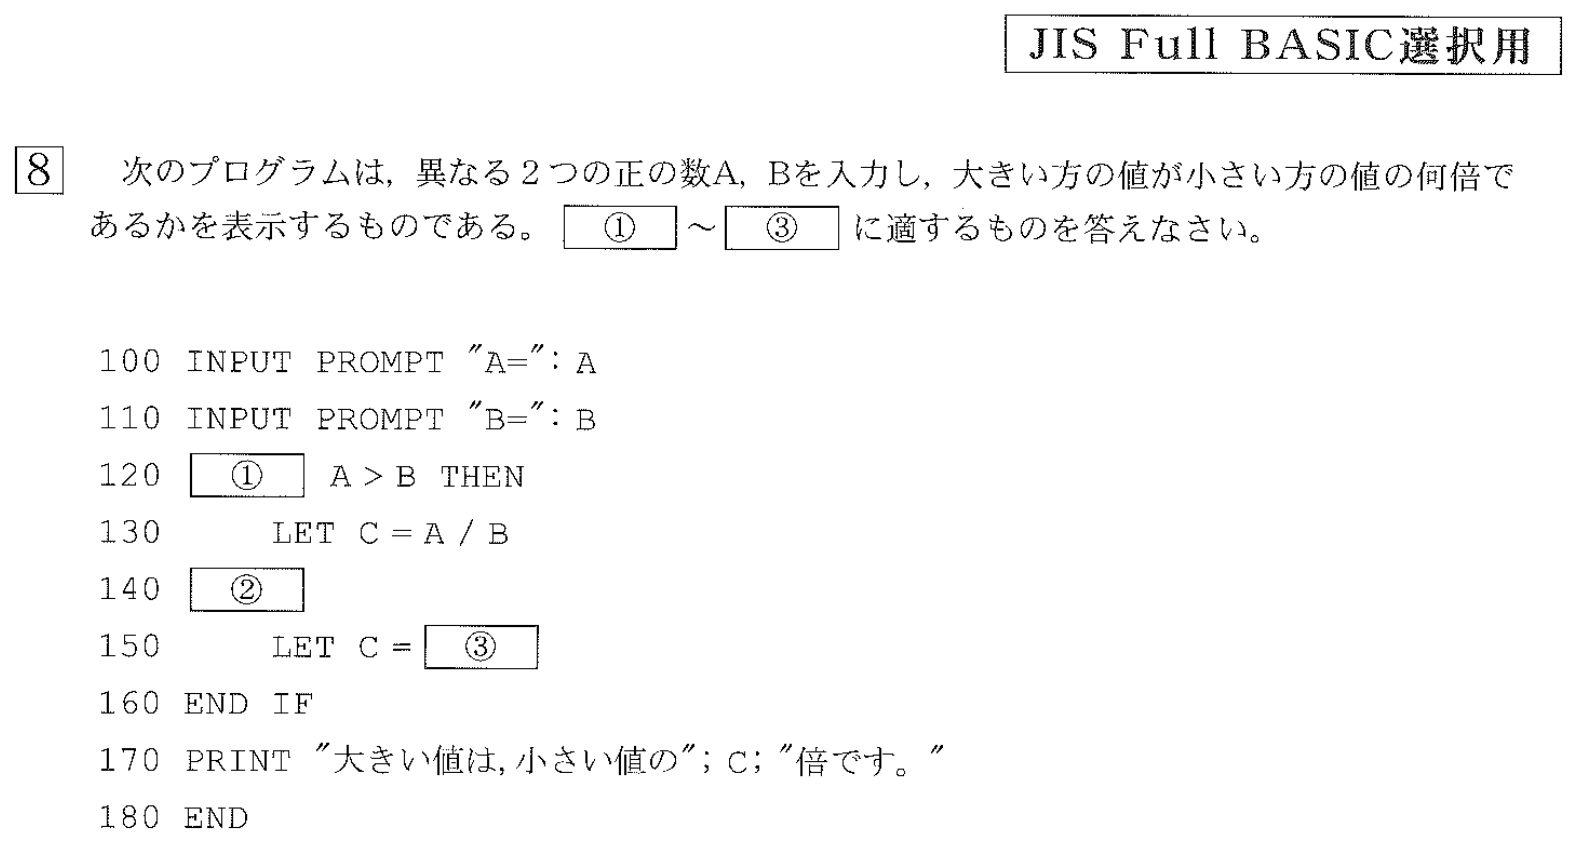 JIS Full BASIC選択用
8 次のプログラムは，異なる２つの正の数A，Bを入力し，大きい方の値が小さい方の値の何倍で
あるかを表示するものである。 ① ～ ③ に適するものを答えなさい。
100 INPUT PROMPT "A=": A
110 INPUT PROMPT "B=": B
120 ① A > B THEN
130 LET C = A / B
140 ②
150 LET C = ③
160 END IF
170 PRINT "大きい値は,小さい値の"; C; "倍です。"
180 END